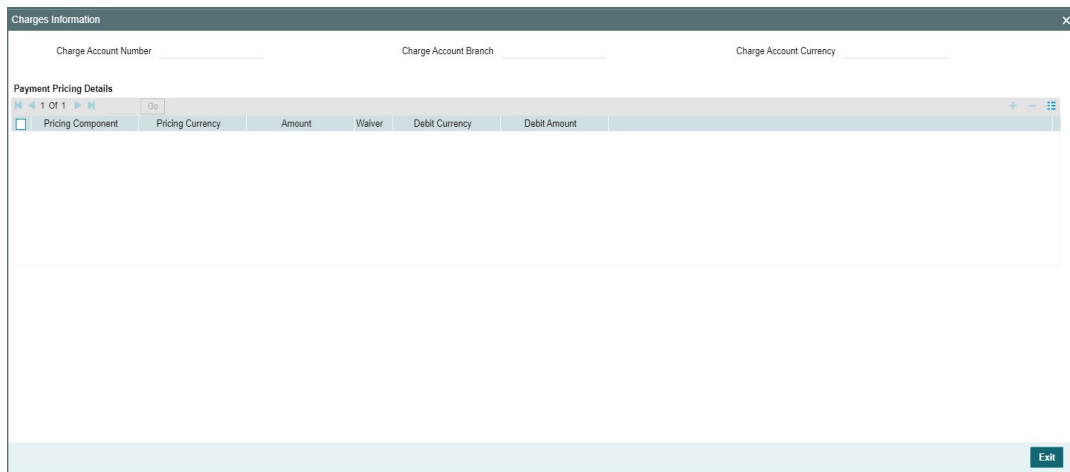 Charges Information
Charge Account Number Charge Account Branch Charge Account Currency
Payment Pricing Details
1 Of 1 Go
Pricing Component Pricing Currency Amount Waiver Debit Currency Debit Amount
Exit